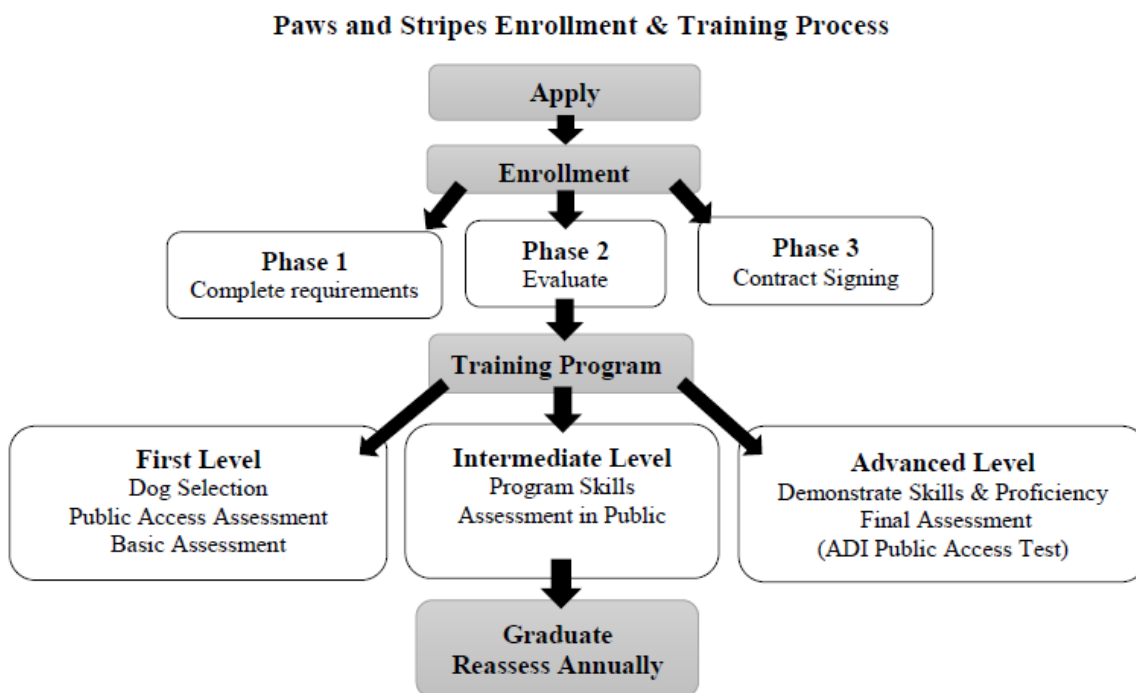 Paws and Stripes Enrollment & Training Process
Apply
Enrollment
Phase 1
Complete requirements
Phase 2
Evaluate
Phase 3
Contract Signing
Training Program
First Level
Dog Selection
Public Access Assessment
Basic Assessment
Intermediate Level
Program Skills
Assessment in Public
Advanced Level
Demonstrate Skills & Proficiency
Final Assessment
(ADI Public Access Test)
Graduate
Reassess Annually